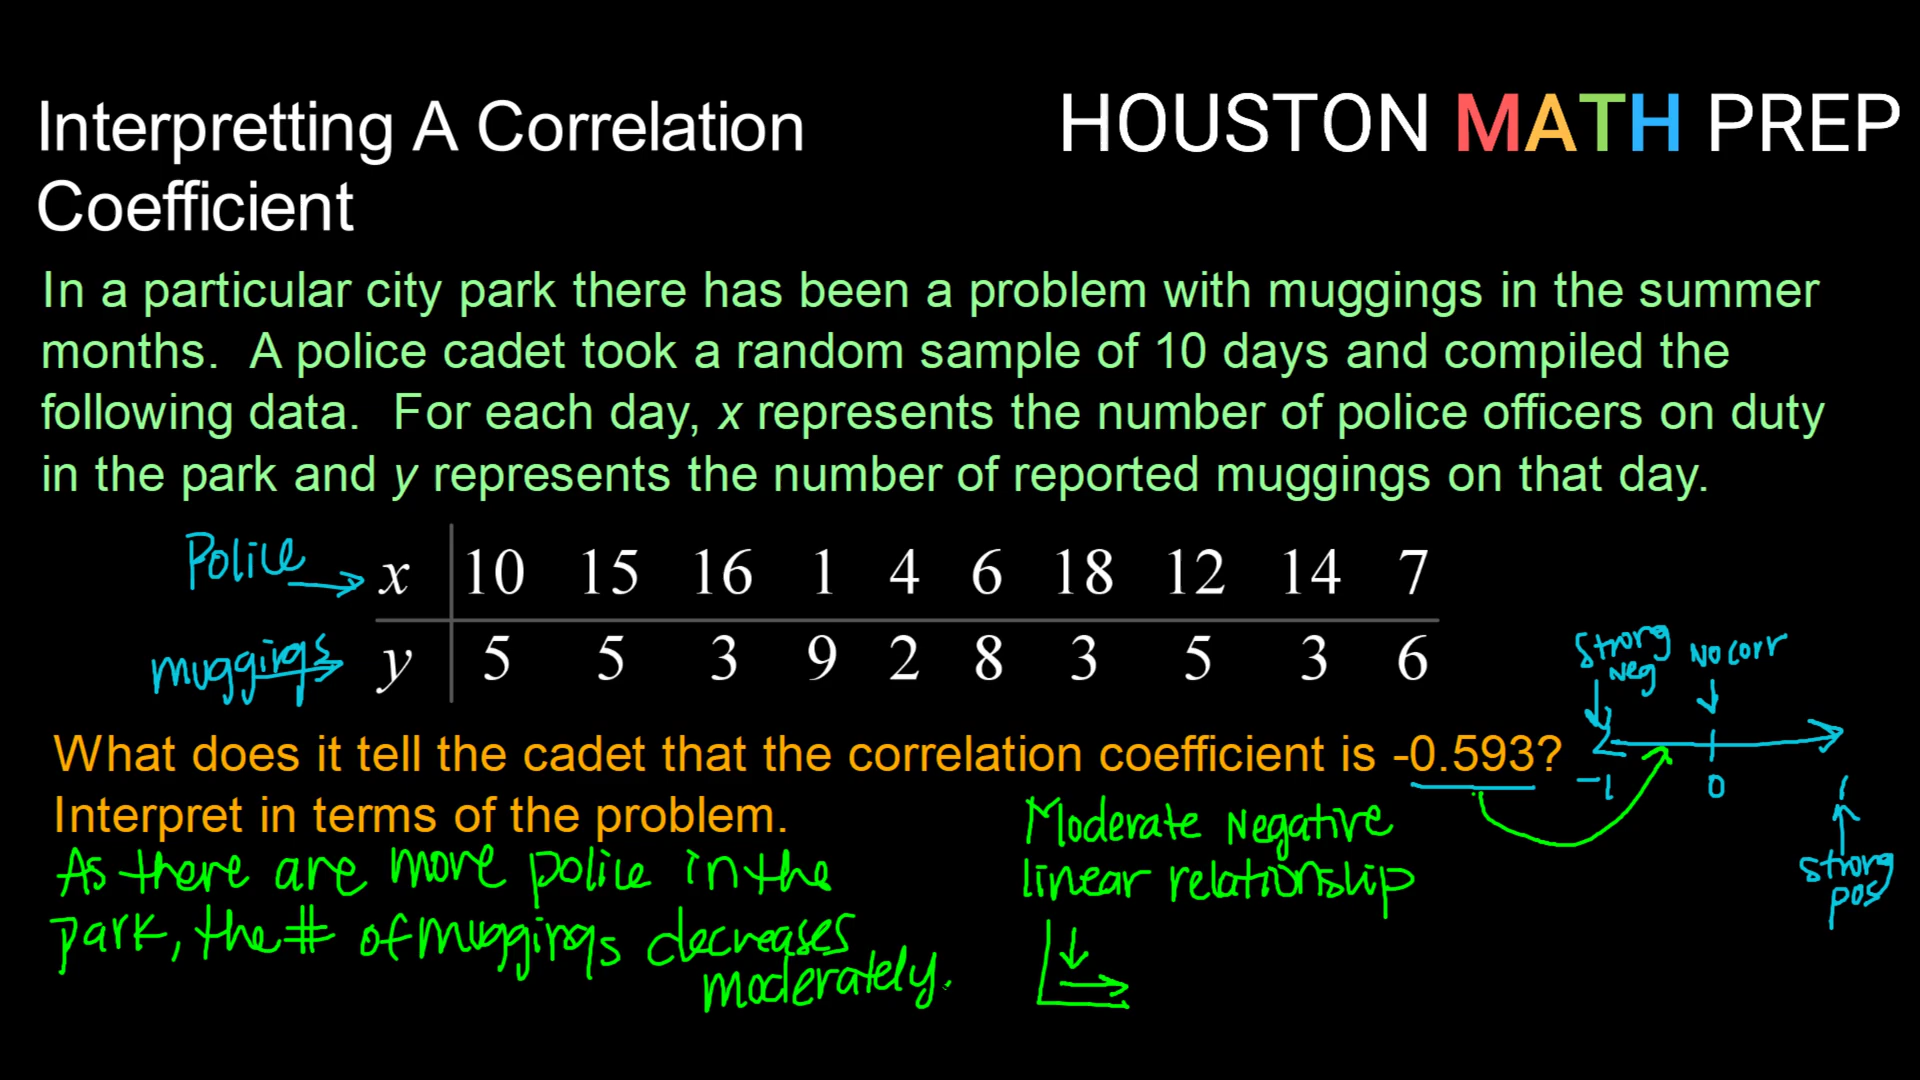 Interpretting A Correlation
Coefficient
HOUSTON MATH PREP
In a particular city park there has been a problem with muggings in the summer
months. A police cadet took a random sample of 10 days and compiled the
following data. For each day, x represents the number of police officers on duty
in the park and y represents the number of reported muggings on that day.
Police → x 10 15 16 1 4 6 18 12 14 7
muggings → y 5 5 3 9 2 8 3 5 3 6
Strong
Neg
No corr
-1 0 1
Strong
pos
What does it tell the cadet that the correlation coefficient is -0.593?
Interpret in terms of the problem.
As there are more police in the
park, the # of muggings decreases
moderately.
Moderate Negative
linear relationship